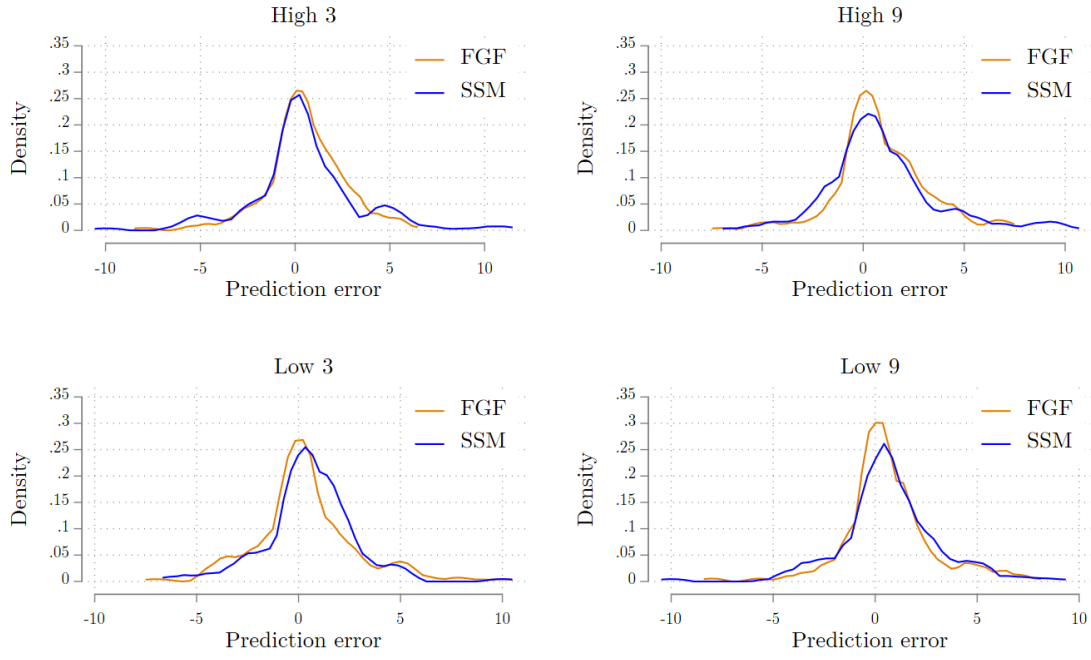 High 3
.35
.3
.25
.2
.15
.1
.05
0
Density
FGF
SSM
-10 -5 0 5 10
Prediction error
High 9
.35
.3
.25
.2
.15
.1
.05
0
Density
FGF
SSM
-10 -5 0 5 10
Prediction error
Low 3
.35
.3
.25
.2
.15
.1
.05
0
Density
FGF
SSM
-10 -5 0 5 10
Prediction error
Low 9
.35
.3
.25
.2
.15
.1
.05
0
Density
FGF
SSM
-10 -5 0 5 10
Prediction error